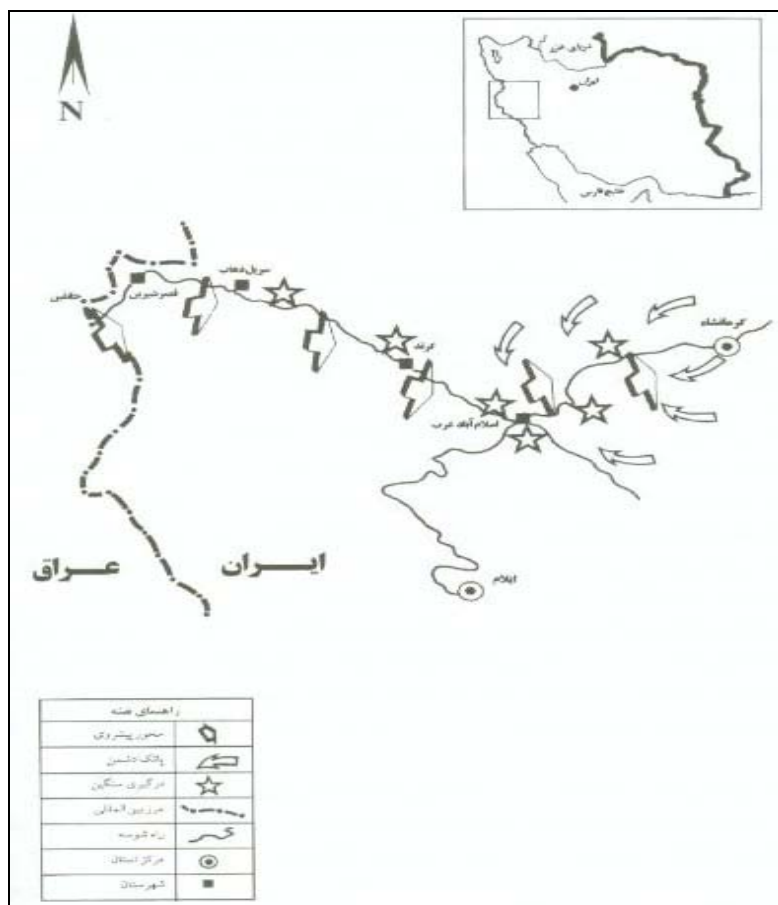 N
دریای خزر
تهران
خلیج فارس
سرپل ذهاب
قصرشیرین
کرمانشاه
کرند
اسلام آباد غرب
ایران
عراق
ایلام
راهنمای نقشه
محور پیشروی
پاتک دشمن
درگیری سنگین
مرز بین المللی
راه شوسه
مرکز استان
شهرستان